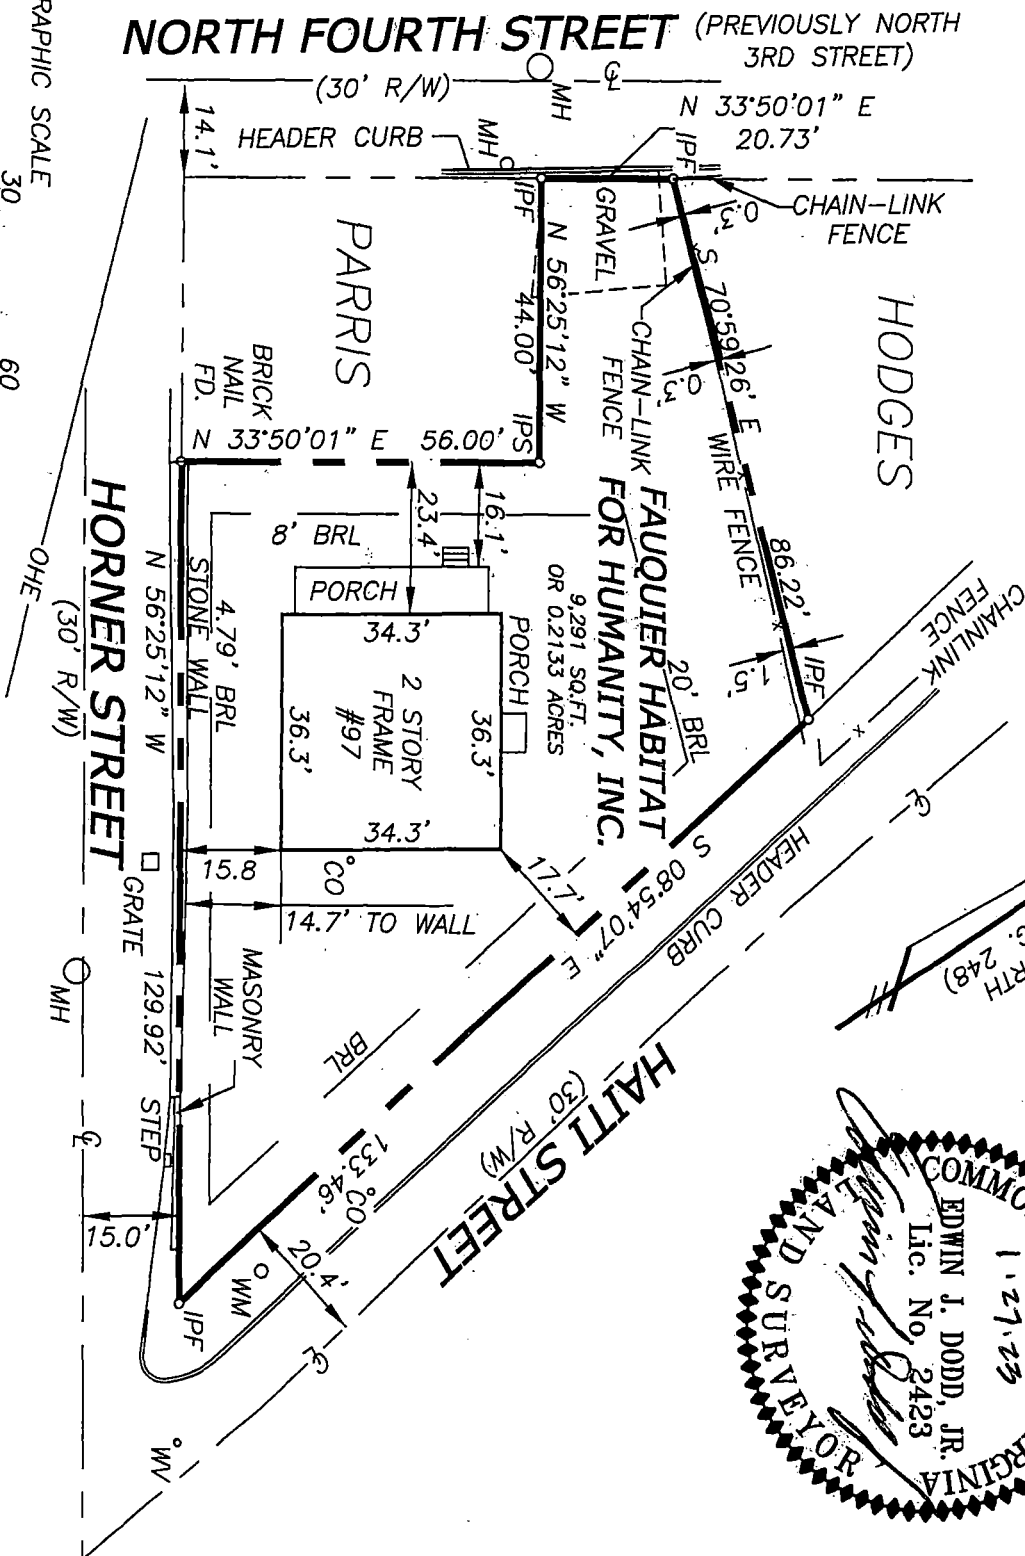 NORTH FOURTH STREET
(PREVIOUSLY NORTH
3RD STREET)
(30' R/W)
MH
N 33°50'01" E
20.73'
HEADER CURB
MH
IPF
IPF
14.1'
CHAIN-LINK
FENCE
0.3'
GRAVEL
PARRIS
HODGES
N 56°25'12" W
44.00'
S 70°59'26" E
86.22'
CHAIN-LINK
FENCE
0.3'
WIRE FENCE
BRICK
NAIL
FD.
N 33°50'01" E
56.00'
IPS
16.1'
23.4'
8' BRL
PORCH
PORCH
FAUQUIER HABITAT
FOR HUMANITY, INC.
9,291 SQ.FT.
OR 0.2133 ACRES
20' BRL
1.5'
IPF
CHAINLINK
FENCE
x
x
34.3'
36.3'
2 STORY
FRAME
#97
36.3'
34.3'
STONE WALL
4.79' BRL
N 56°25'12" W
129.92'
HORNER STREET
(30' R/W)
OHE
15.8
CO
14.7' TO WALL
17.7'
S 08°54'07" E
133.46'
HEADER CURB
GRATE
MH
MASONRY
WALL
STEP
BRL
HAITI STREET
(30' R/W)
CO
20.4'
15.0'
WM
IPF
WV
248)
30
60
RAPHIC SCALE
1·27·23
EDWIN J. DODD, JR.
Lic. No. 2423
LAND SURVEYOR